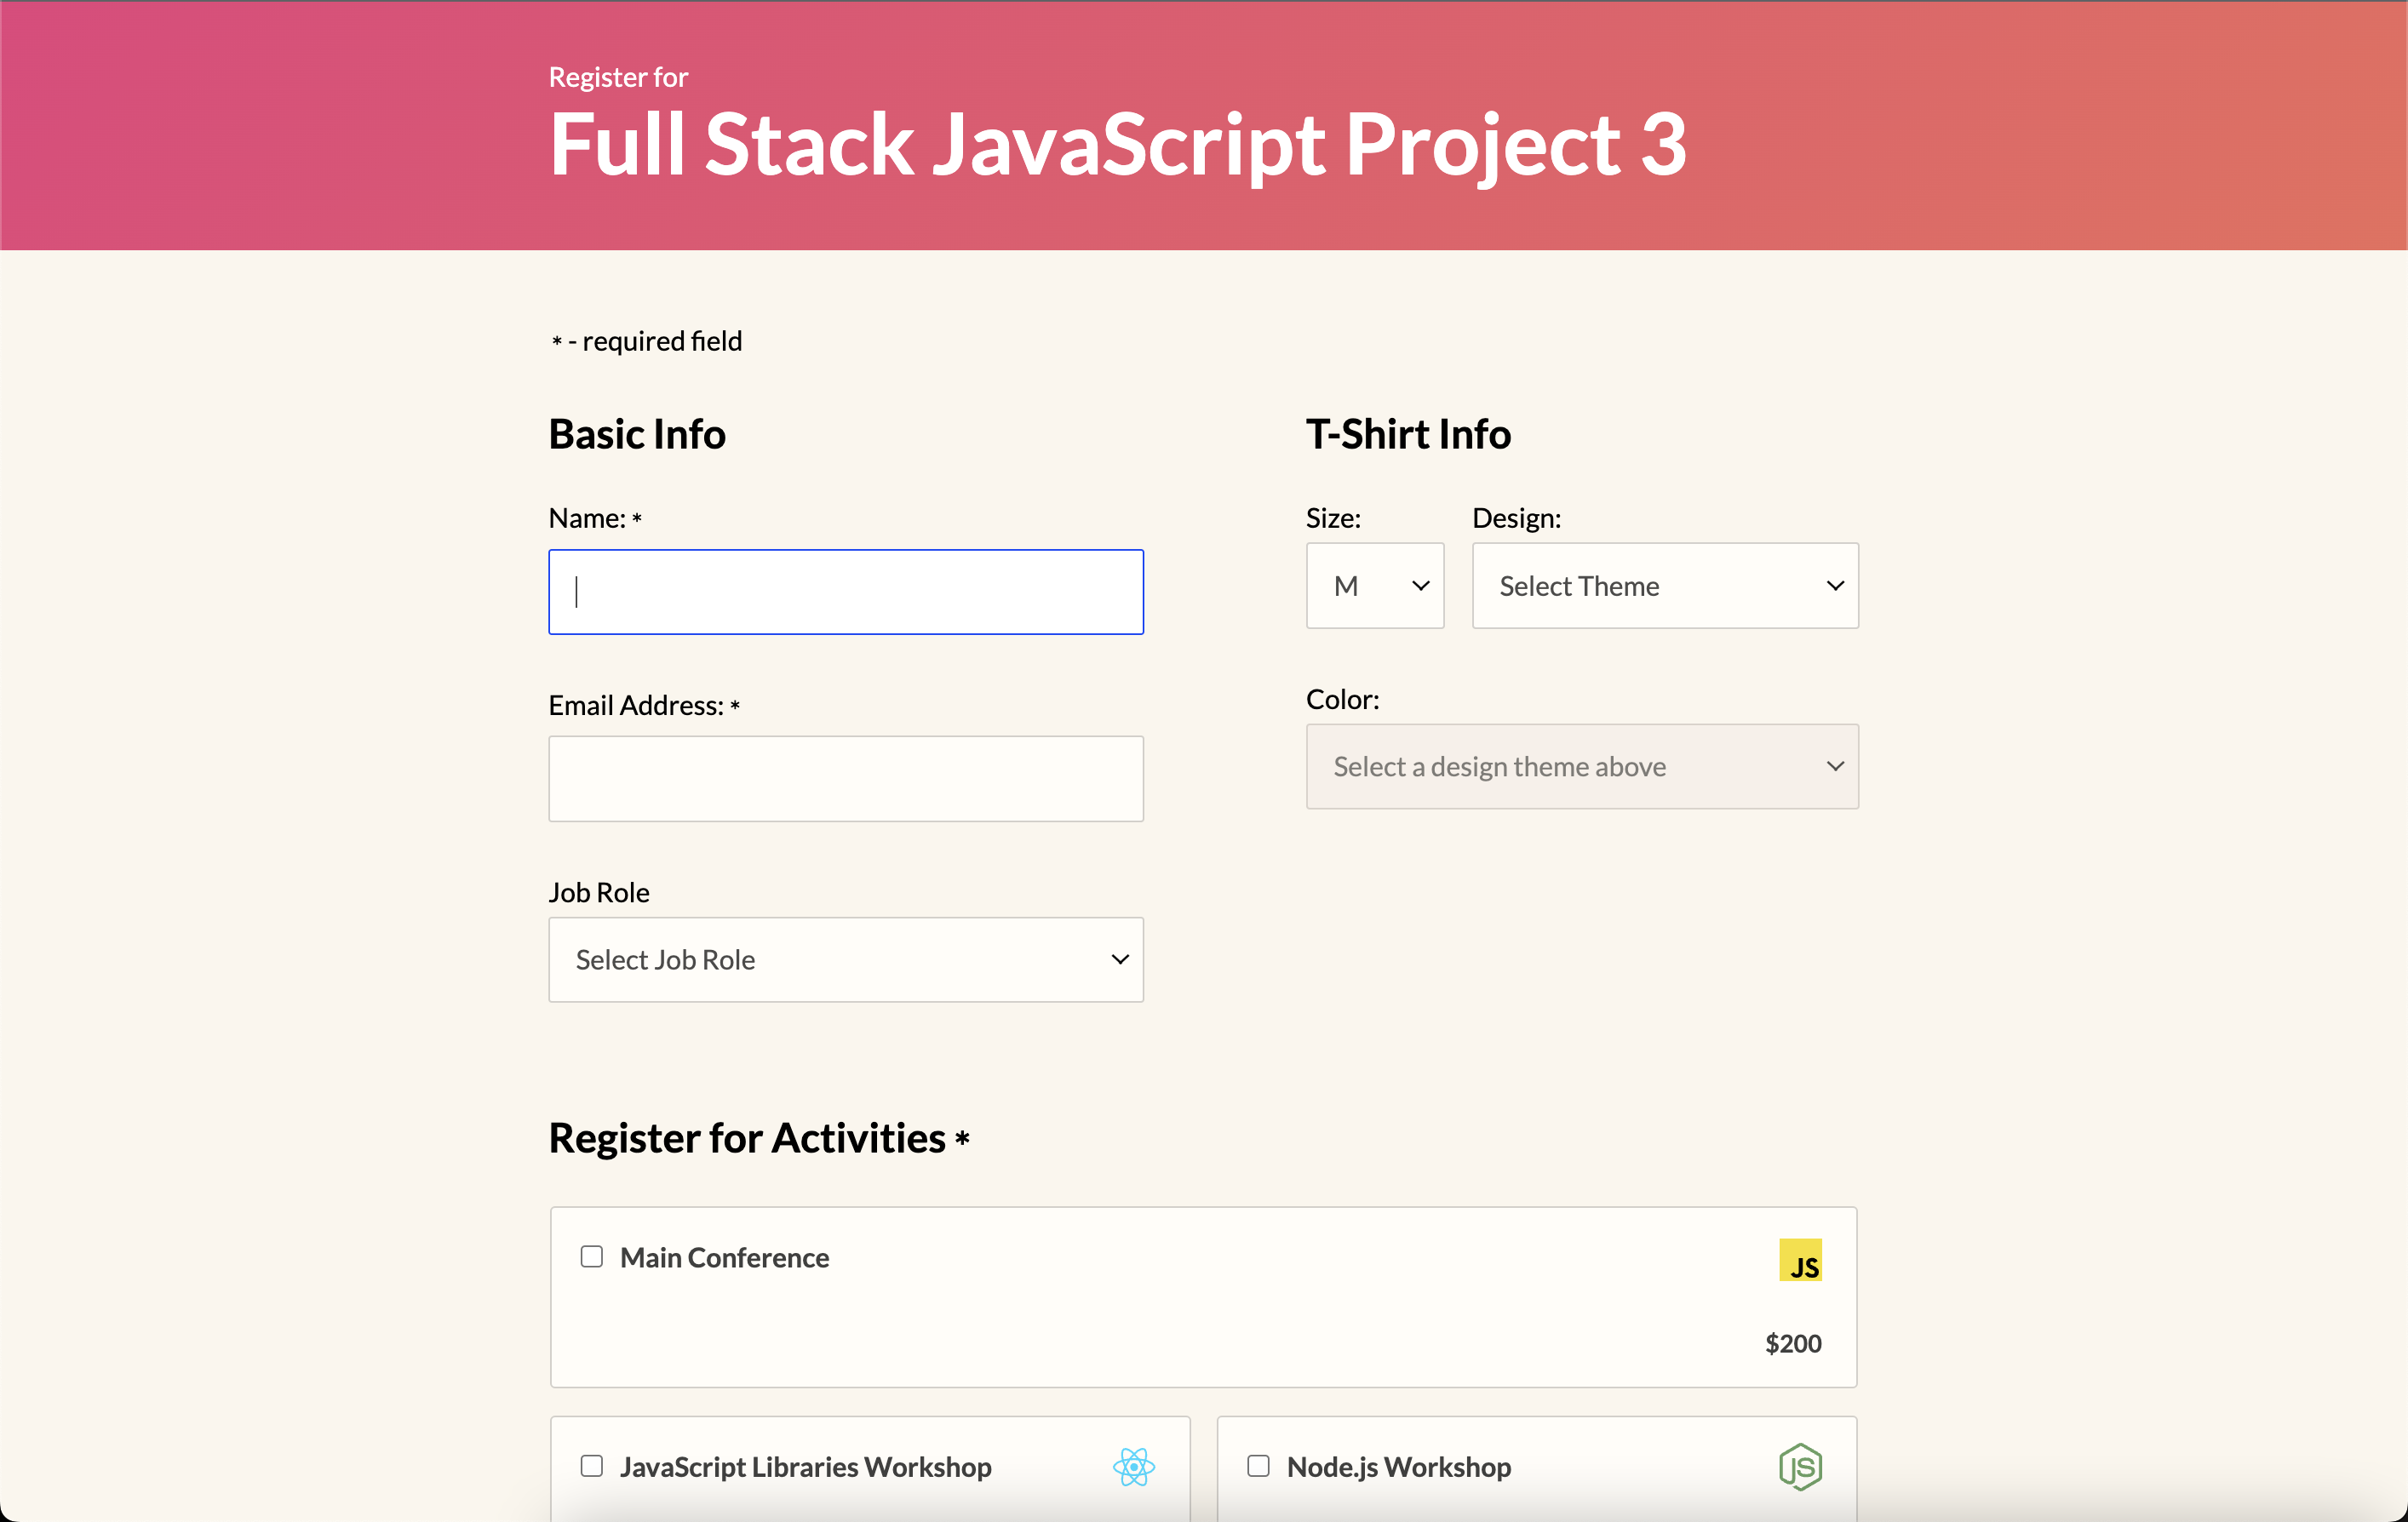 Register for
Full Stack JavaScript Project 3
* - required field
Basic Info
Name: *
Email Address: *
Job Role
Select Job Role
T-Shirt Info
Size: Design:
M Select Theme
Color:
Select a design theme above
Register for Activities *
Main Conference
JS
$200
JavaScript Libraries Workshop
Node.js Workshop
JS